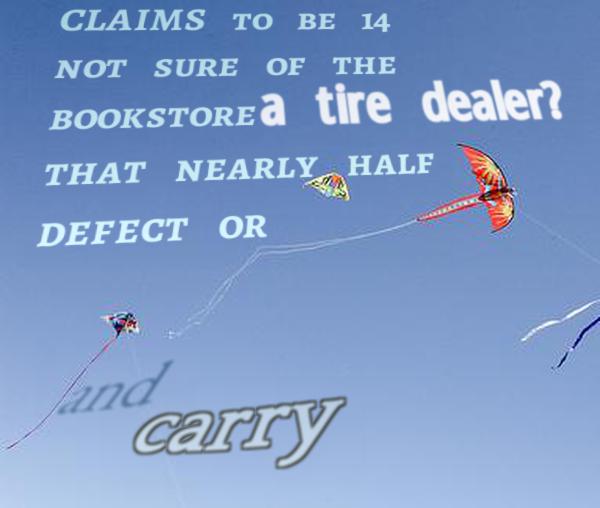 CLAIMS TO BE 14
NOT SURE OF THE
BOOKSTORE
a tire dealer?
THAT NEARLY HALF
DEFECT OR
and
carry